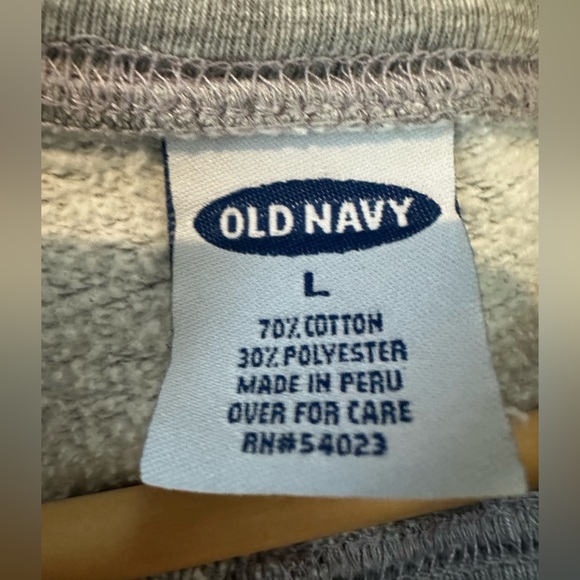 OLD NAVY
L
70% COTTON
30% POLYESTER
MADE IN PERU
OVER FOR CARE
RN#54023